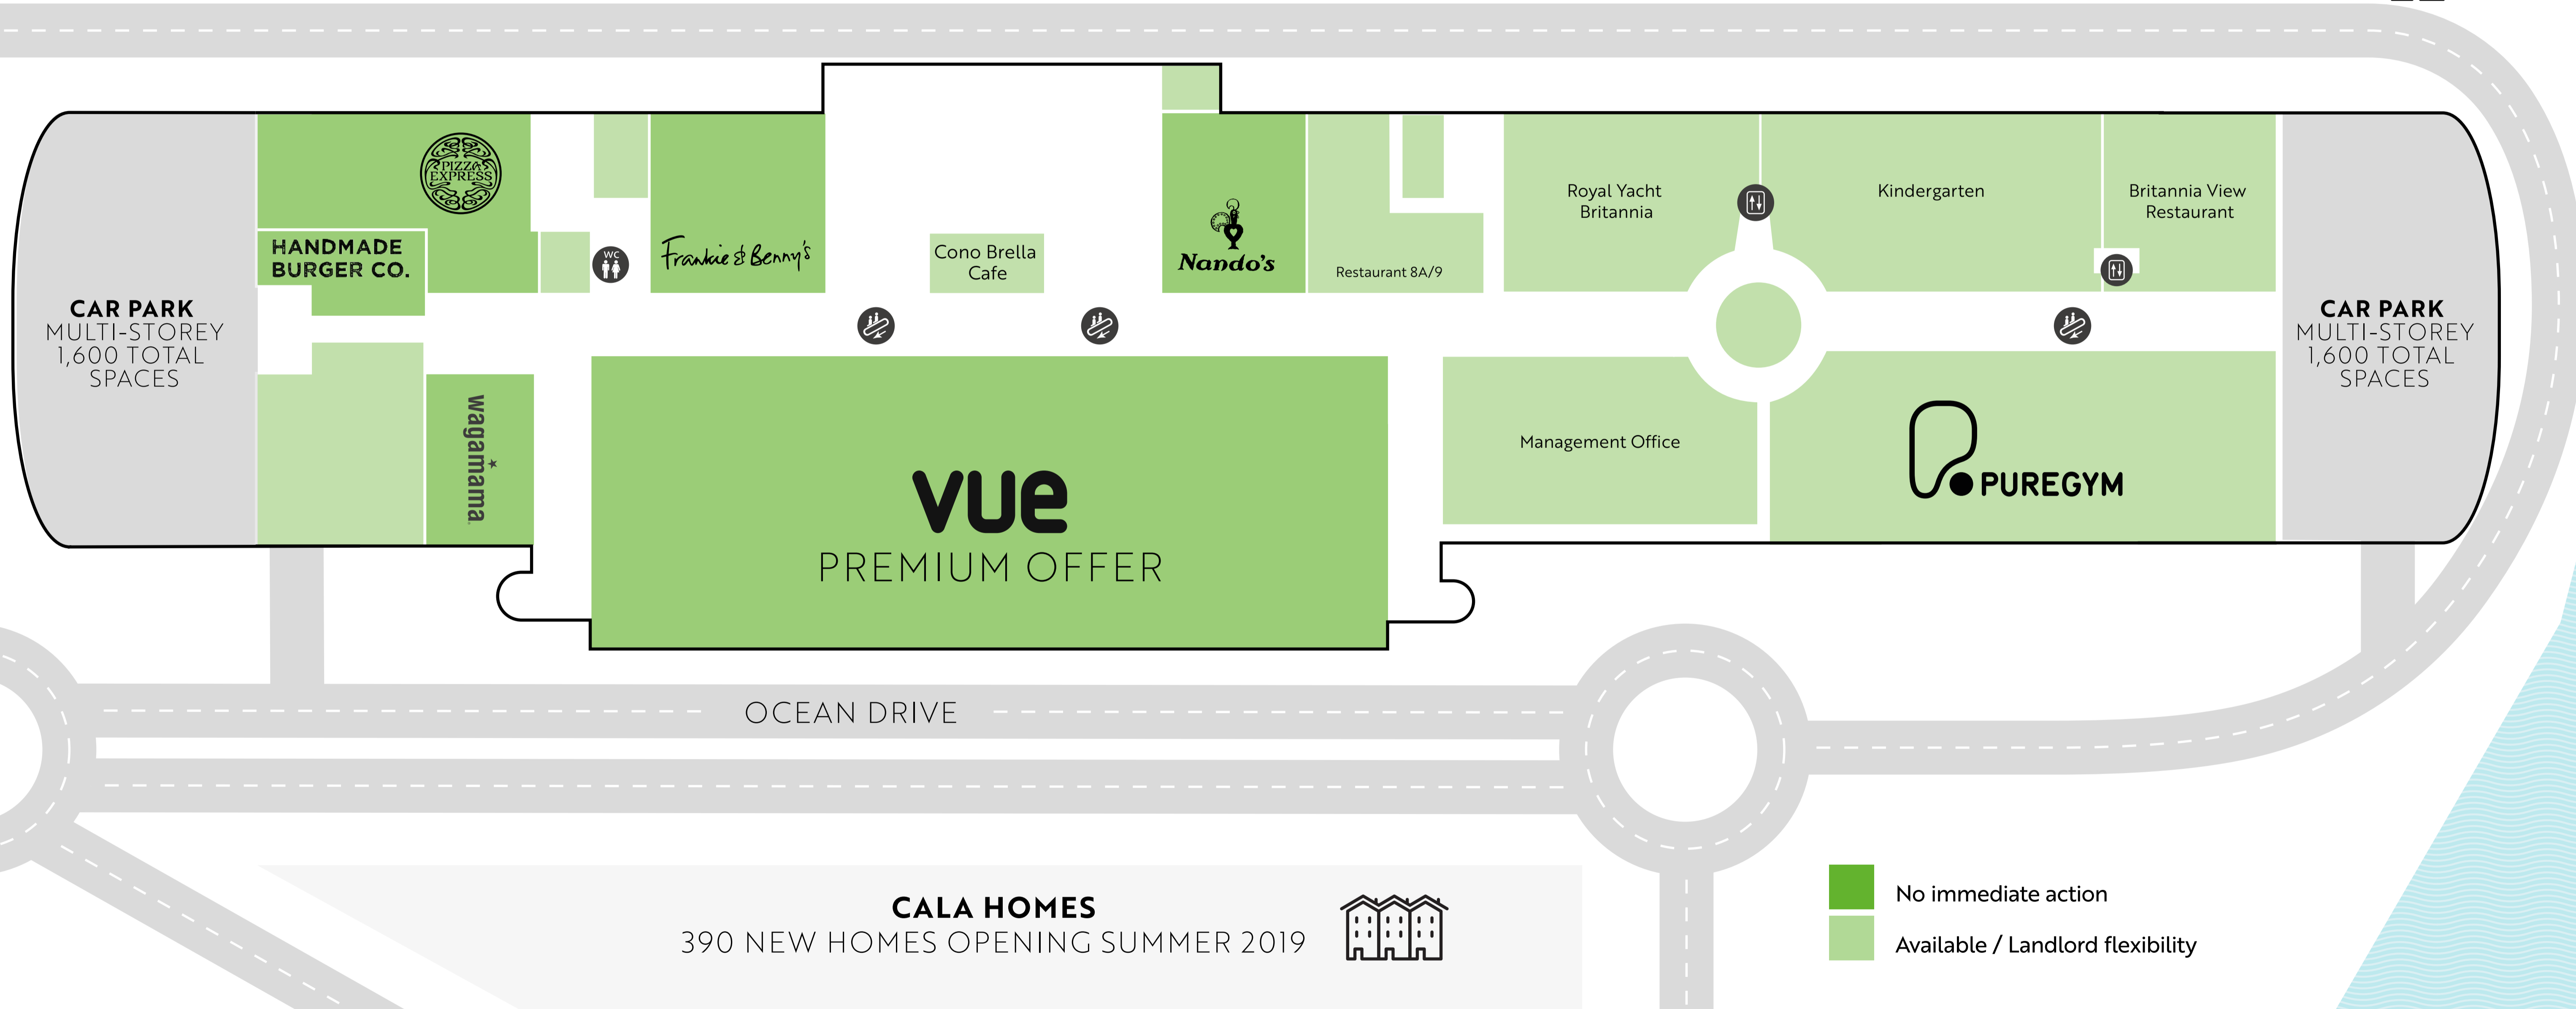 PIZZA
EXPRESS
HANDMADE
BURGER CO.
WC
Frankie & Benny's
Cono Brella
Cafe
Nando's
Restaurant 8A/9
Royal Yacht
Britannia
Kindergarten
Britannia View
Restaurant
CAR PARK
MULTI-STOREY
1,600 TOTAL
SPACES
CAR PARK
MULTI-STOREY
1,600 TOTAL
SPACES
wagamama
vue
PREMIUM OFFER
Management Office
PUREGYM
OCEAN DRIVE
CALA HOMES
390 NEW HOMES OPENING SUMMER 2019
No immediate action
Available / Landlord flexibility